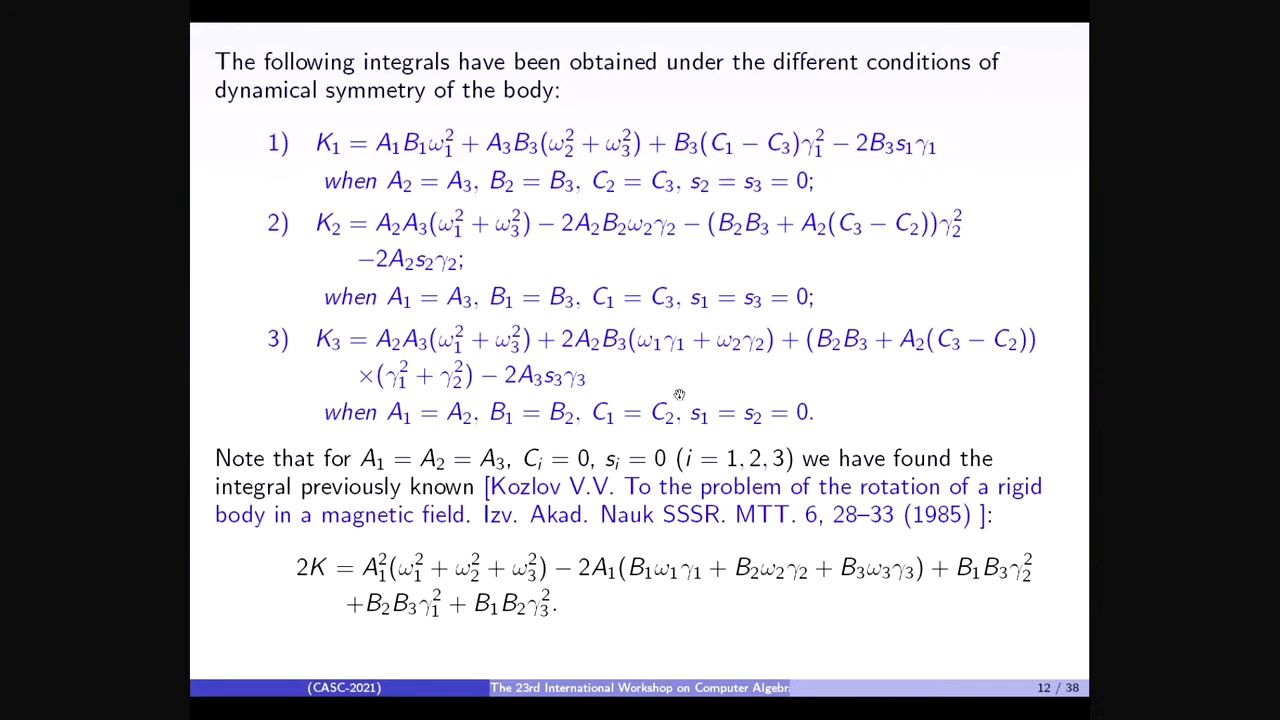 The following integrals have been obtained under the different conditions of
dynamical symmetry of the body:
1) K₁ = A₁B₁ω₁² + A₃B₃(ω₂² + ω₃²) + B₃(C₁ − C₃)γ₁² − 2B₃s₁γ₁
when A₂ = A₃, B₂ = B₃, C₂ = C₃, s₂ = s₃ = 0;
2) K₂ = A₂A₃(ω₁² + ω₃²) − 2A₂B₂ω₂γ₂ − (B₂B₃ + A₂(C₃ − C₂))γ₂²
−2A₂s₂γ₂;
when A₁ = A₃, B₁ = B₃, C₁ = C₃, s₁ = s₃ = 0;
3) K₃ = A₂A₃(ω₁² + ω₃²) + 2A₂B₃(ω₁γ₁ + ω₂γ₂) + (B₂B₃ + A₂(C₃ − C₂))
×(γ₁² + γ₂²) − 2A₃s₃γ₃
when A₁ = A₂, B₁ = B₂, C₁ = C₂, s₁ = s₂ = 0.
Note that for A₁ = A₂ = A₃, Cᵢ = 0, sᵢ = 0 (i = 1, 2, 3) we have found the
integral previously known [Kozlov V.V. To the problem of the rotation of a rigid
body in a magnetic field. Izv. Akad. Nauk SSSR. MTT. 6, 28–33 (1985) ]:
2K = A₁²(ω₁² + ω₂² + ω₃²) − 2A₁(B₁ω₁γ₁ + B₂ω₂γ₂ + B₃ω₃γ₃) + B₁B₃γ₂²
+B₂B₃γ₁² + B₁B₂γ₃².
(CASC-2021) The 23rd International Workshop on Computer Algebr 12 / 38